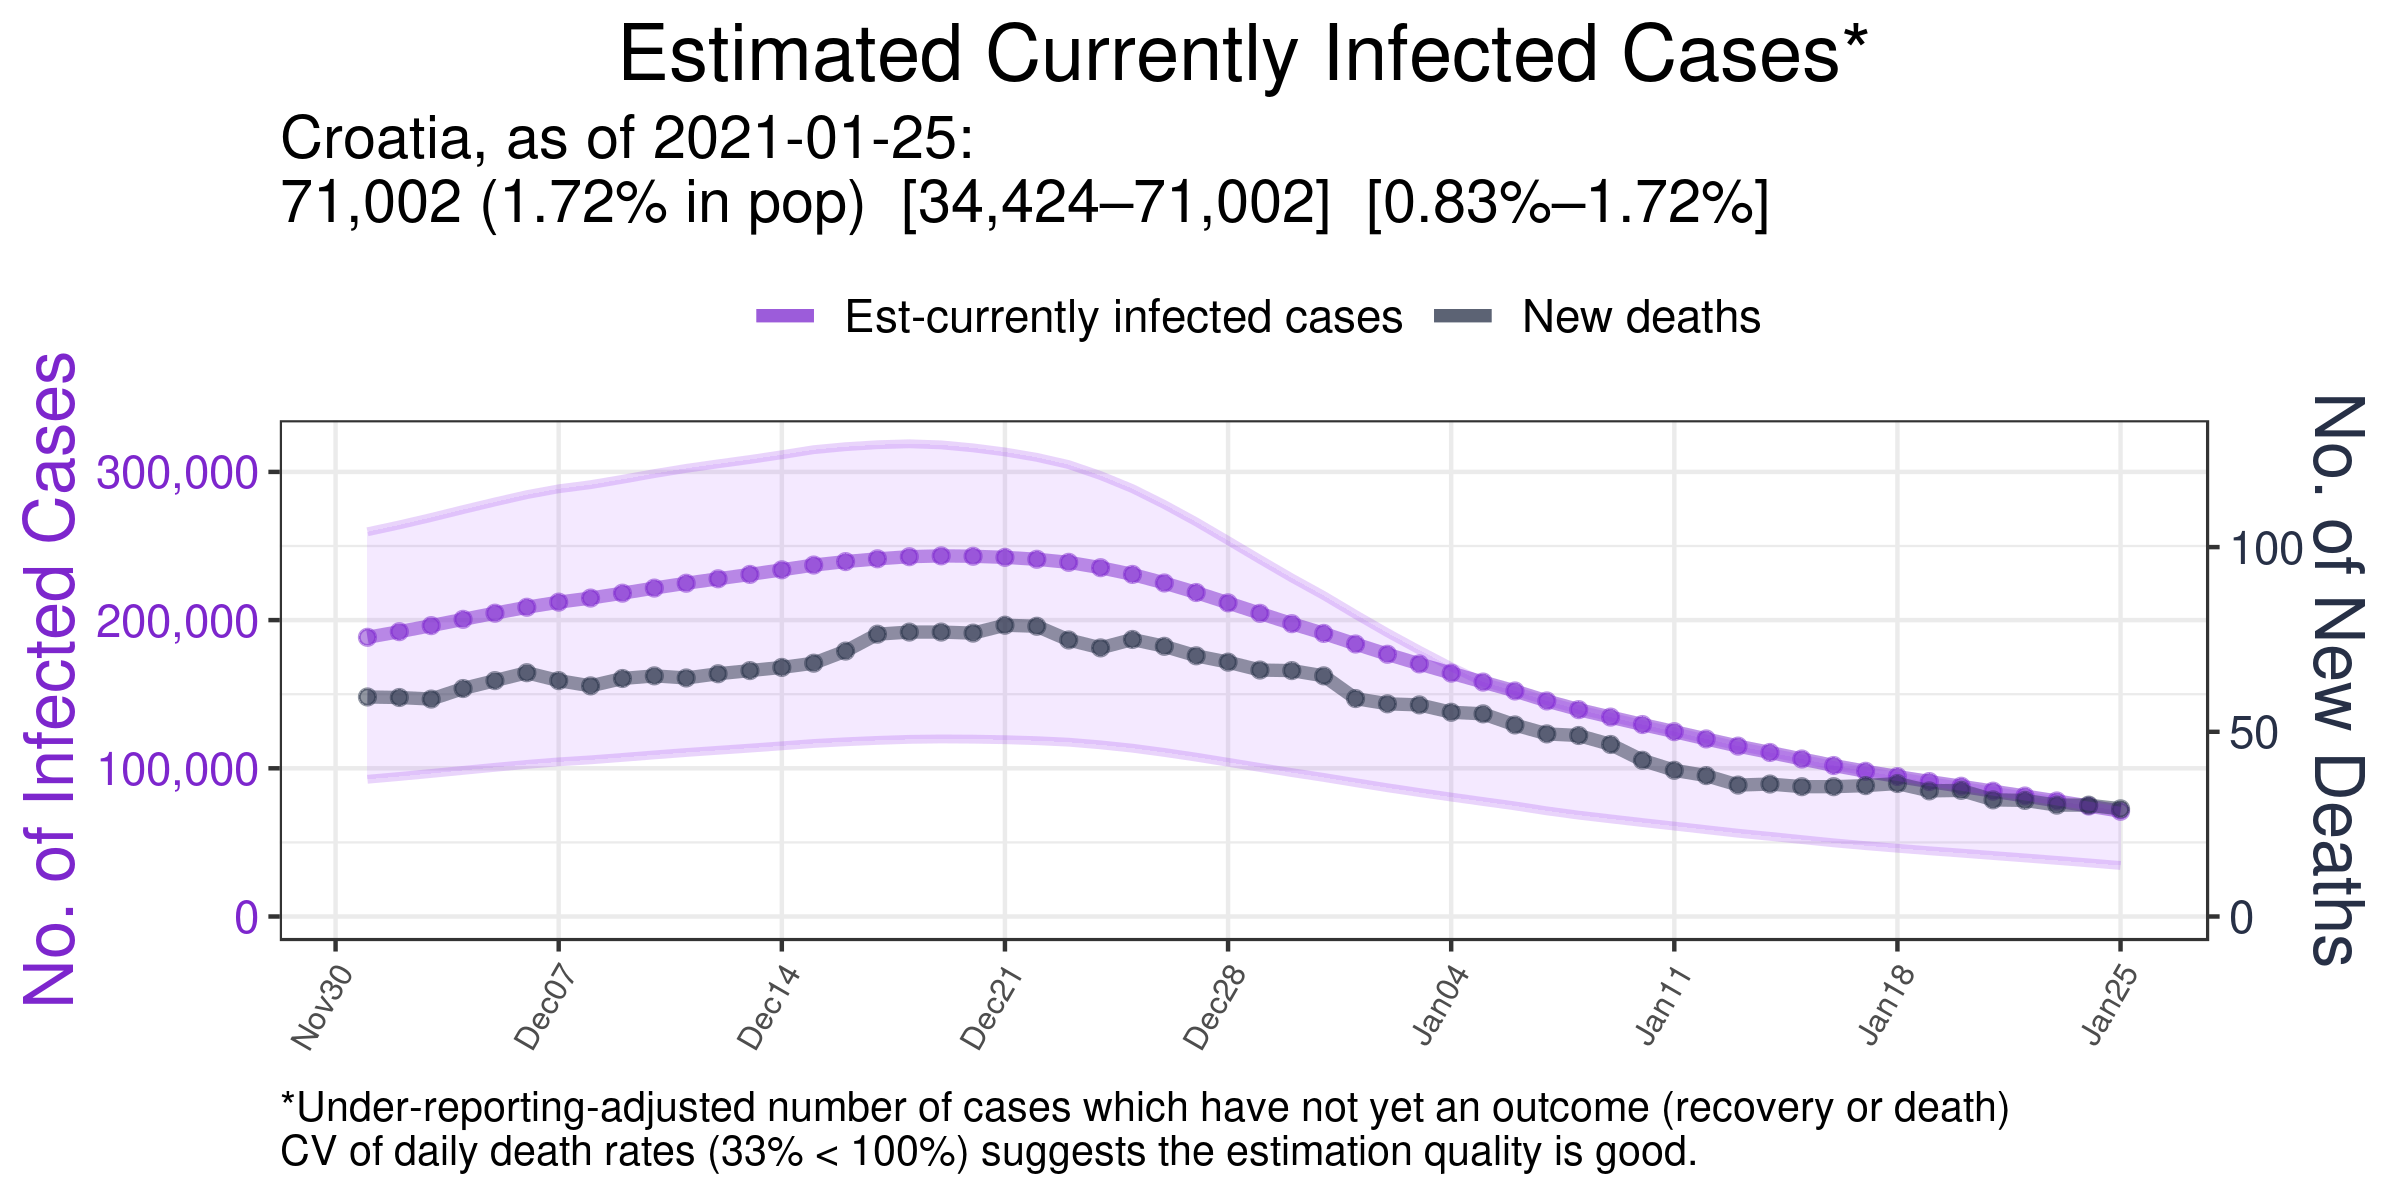 Estimated Currently Infected Cases*
Croatia, as of 2021-01-25:
71,002 (1.72% in pop) [34,424–71,002] [0.83%–1.72%]
Est-currently infected cases
New deaths
No. of Infected Cases
300,000
200,000
100,000
0
No. of New Deaths
100
50
0
Nov30
Dec07
Dec14
Dec21
Dec28
Jan04
Jan11
Jan18
Jan25
*Under-reporting-adjusted number of cases which have not yet an outcome (recovery or death)
CV of daily death rates (33% < 100%) suggests the estimation quality is good.